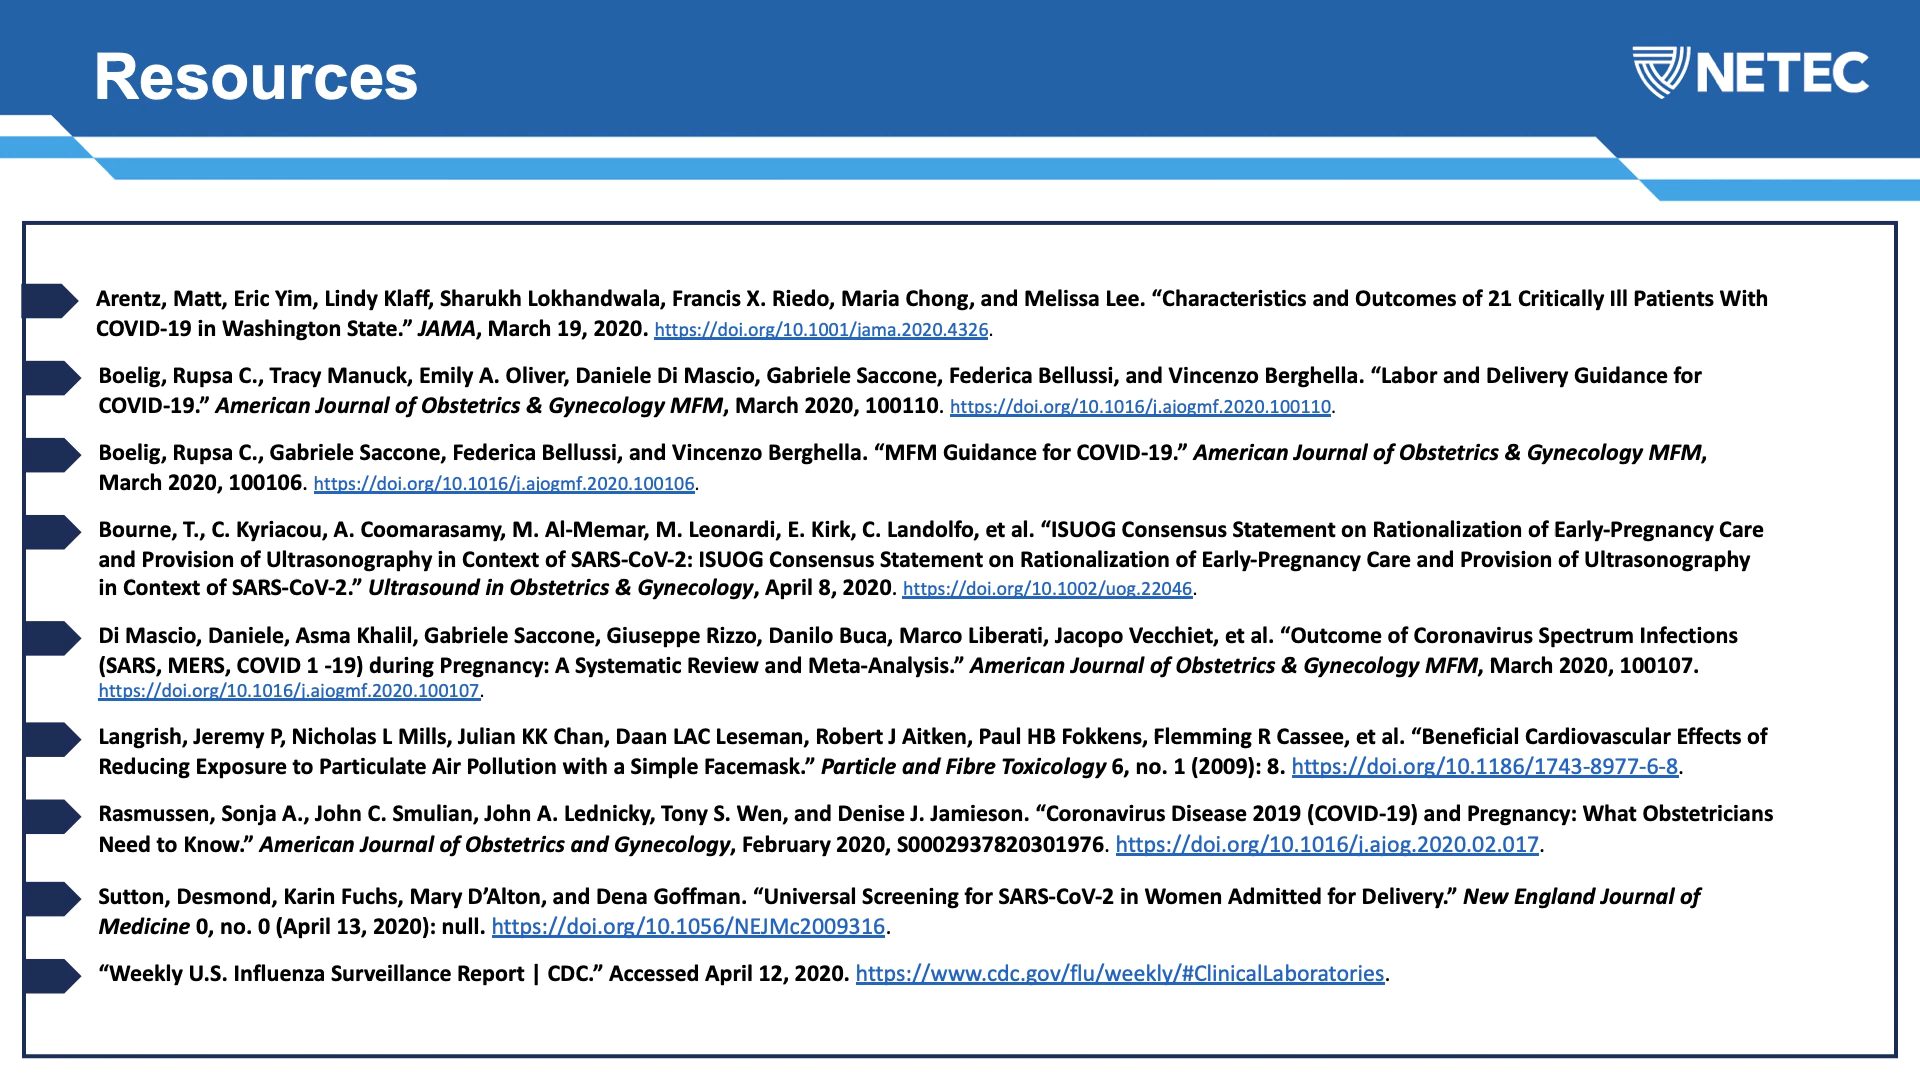 Resources
NETEC
Arentz, Matt, Eric Yim, Lindy Klaff, Sharukh Lokhandwala, Francis X. Riedo, Maria Chong, and Melissa Lee. “Characteristics and Outcomes of 21 Critically Ill Patients With
COVID-19 in Washington State.” JAMA, March 19, 2020. https://doi.org/10.1001/jama.2020.4326.
Boelig, Rupsa C., Tracy Manuck, Emily A. Oliver, Daniele Di Mascio, Gabriele Saccone, Federica Bellussi, and Vincenzo Berghella. “Labor and Delivery Guidance for
COVID-19.” American Journal of Obstetrics & Gynecology MFM, March 2020, 100110. https://doi.org/10.1016/j.ajogmf.2020.100110.
Boelig, Rupsa C., Gabriele Saccone, Federica Bellussi, and Vincenzo Berghella. “MFM Guidance for COVID-19.” American Journal of Obstetrics & Gynecology MFM,
March 2020, 100106. https://doi.org/10.1016/j.ajogmf.2020.100106.
Bourne, T., C. Kyriacou, A. Coomarasamy, M. Al-Memar, M. Leonardi, E. Kirk, C. Landolfo, et al. “ISUOG Consensus Statement on Rationalization of Early-Pregnancy Care
and Provision of Ultrasonography in Context of SARS-CoV-2: ISUOG Consensus Statement on Rationalization of Early-Pregnancy Care and Provision of Ultrasonography
in Context of SARS-CoV-2.” Ultrasound in Obstetrics & Gynecology, April 8, 2020. https://doi.org/10.1002/uog.22046.
Di Mascio, Daniele, Asma Khalil, Gabriele Saccone, Giuseppe Rizzo, Danilo Buca, Marco Liberati, Jacopo Vecchiet, et al. “Outcome of Coronavirus Spectrum Infections
(SARS, MERS, COVID 1 -19) during Pregnancy: A Systematic Review and Meta-Analysis.” American Journal of Obstetrics & Gynecology MFM, March 2020, 100107.
https://doi.org/10.1016/j.ajogmf.2020.100107.
Langrish, Jeremy P, Nicholas L Mills, Julian KK Chan, Daan LAC Leseman, Robert J Aitken, Paul HB Fokkens, Flemming R Cassee, et al. “Beneficial Cardiovascular Effects of
Reducing Exposure to Particulate Air Pollution with a Simple Facemask.” Particle and Fibre Toxicology 6, no. 1 (2009): 8. https://doi.org/10.1186/1743-8977-6-8.
Rasmussen, Sonja A., John C. Smulian, John A. Lednicky, Tony S. Wen, and Denise J. Jamieson. “Coronavirus Disease 2019 (COVID-19) and Pregnancy: What Obstetricians
Need to Know.” American Journal of Obstetrics and Gynecology, February 2020, S0002937820301976. https://doi.org/10.1016/j.ajog.2020.02.017.
Sutton, Desmond, Karin Fuchs, Mary D’Alton, and Dena Goffman. “Universal Screening for SARS-CoV-2 in Women Admitted for Delivery.” New England Journal of
Medicine 0, no. 0 (April 13, 2020): null. https://doi.org/10.1056/NEJMc2009316.
“Weekly U.S. Influenza Surveillance Report | CDC.” Accessed April 12, 2020. https://www.cdc.gov/flu/weekly/#ClinicalLaboratories.